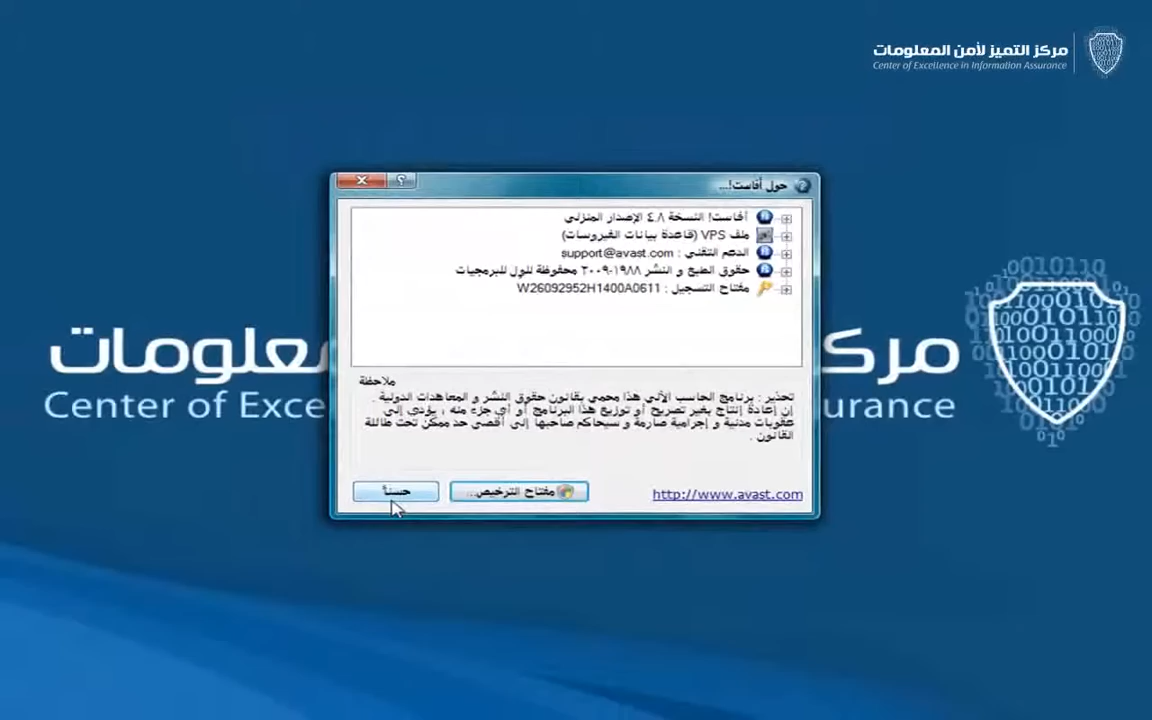 مركز التميز لأمن المعلومات
Center of Excellence in Information Assurance
حول أفاست!...
أفاست! النسخة ٤.٨ الإصدار المنزلي
ملف VPS (قاعدة بيانات الفيروسات)
الدعم التقني : support@avast.com
حقوق الطبع و النشر ١٩٨٨-٢٠٠٩ محفوظة للول للبرمجيات
مفتاح التسجيل : W26092952H1400A0611
مركز
معلومات
Center of Exce
urance
ملاحظة
تحذير : برنامج الحاسب الآلي هذا محمي بقانون حقوق النشر و المعاهدات الدولية .
إن إعادة إنتاج بغير تصريح أو توزيع هذا البرنامج أو أي جزء منه ، يؤدي إلى
عقوبات مدنية و إجرامية صارمة و سيحاكم صاحبها إلى أقصى حد ممكن تحت طائلة
القانون .
http://www.avast.com
مفتاح الترخيص...
حسناً